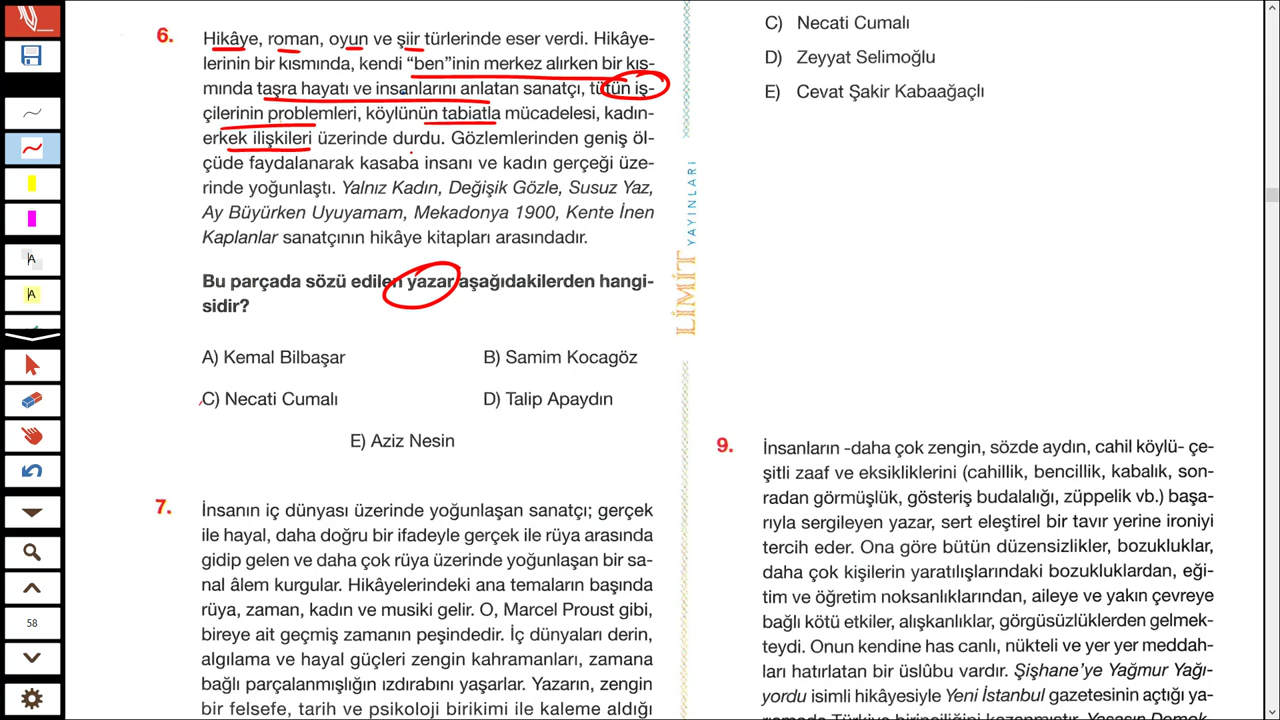 6. Hikâye, roman, oyun ve şiir türlerinde eser verdi. Hikâye-
lerinin bir kısmında, kendi “ben”inin merkez alırken bir kıs-
mında taşra hayatı ve insanlarını anlatan sanatçı, tütün iş-
çilerinin problemleri, köylünün tabiatla mücadelesi, kadın-
erkek ilişkileri üzerinde durdu. Gözlemlerinden geniş öl-
çüde faydalanarak kasaba insanı ve kadın gerçeği üze-
rinde yoğunlaştı. Yalnız Kadın, Değişik Gözle, Susuz Yaz,
Ay Büyürken Uyuyamam, Mekadonya 1900, Kente İnen
Kaplanlar sanatçının hikâye kitapları arasındadır.
Bu parçada sözü edilen yazar aşağıdakilerden hangi-
sidir?
A) Kemal Bilbaşar
B) Samim Kocagöz
C) Necati Cumalı
D) Talip Apaydın
E) Aziz Nesin
7. İnsanın iç dünyası üzerinde yoğunlaşan sanatçı; gerçek
ile hayal, daha doğru bir ifadeyle gerçek ile rüya arasında
gidip gelen ve daha çok rüya üzerinde yoğunlaşan bir sa-
nal âlem kurgular. Hikâyelerindeki ana temaların başında
rüya, zaman, kadın ve musiki gelir. O, Marcel Proust gibi,
bireye ait geçmiş zamanın peşindedir. İç dünyaları derin,
algılama ve hayal güçleri zengin kahramanları, zamana
bağlı parçalanmışlığın ızdırabını yaşarlar. Yazarın, zengin
bir felsefe, tarih ve psikoloji birikimi ile kaleme aldığı
LİMİT YAYINLARI
C) Necati Cumalı
D) Zeyyat Selimoğlu
E) Cevat Şakir Kabaağaçlı
9. İnsanların -daha çok zengin, sözde aydın, cahil köylü- çe-
şitli zaaf ve eksikliklerini (cahillik, bencillik, kabalık, son-
radan görmüşlük, gösteriş budalalığı, züppelik vb.) başa-
rıyla sergileyen yazar, sert eleştirel bir tavır yerine ironiyi
tercih eder. Ona göre bütün düzensizlikler, bozukluklar,
daha çok kişilerin yaratılışlarındaki bozukluklardan, eği-
tim ve öğretim noksanlıklarından, aileye ve yakın çevreye
bağlı kötü etkiler, alışkanlıklar, görgüsüzlüklerden gelmek-
teydi. Onun kendine has canlı, nükteli ve yer yer meddah-
ları hatırlatan bir üslûbu vardır. Şişhane’ye Yağmur Yağı-
yordu isimli hikâyesiyle Yeni İstanbul gazetesinin açtığı ya-
A
A
58